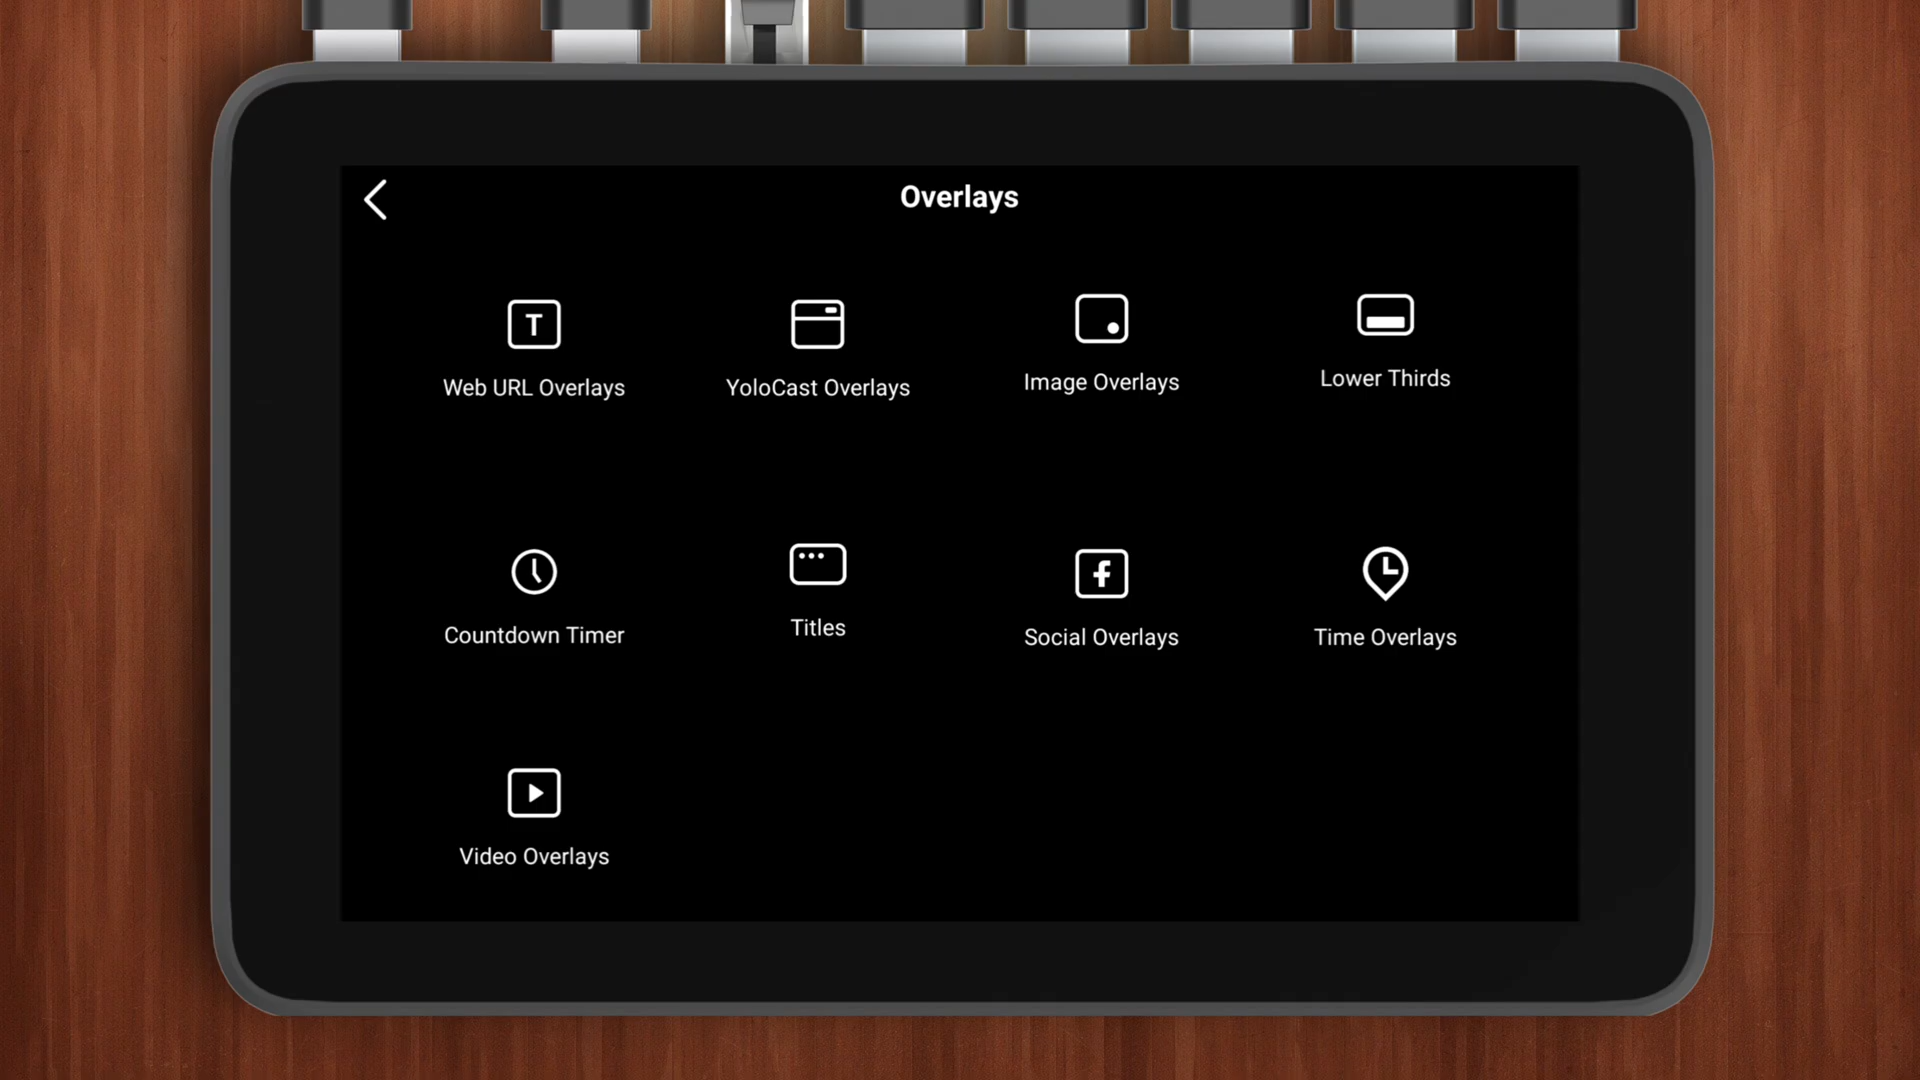 Overlays
Web URL Overlays
YoloCast Overlays
Image Overlays
Lower Thirds
Countdown Timer
Titles
Social Overlays
Time Overlays
Video Overlays